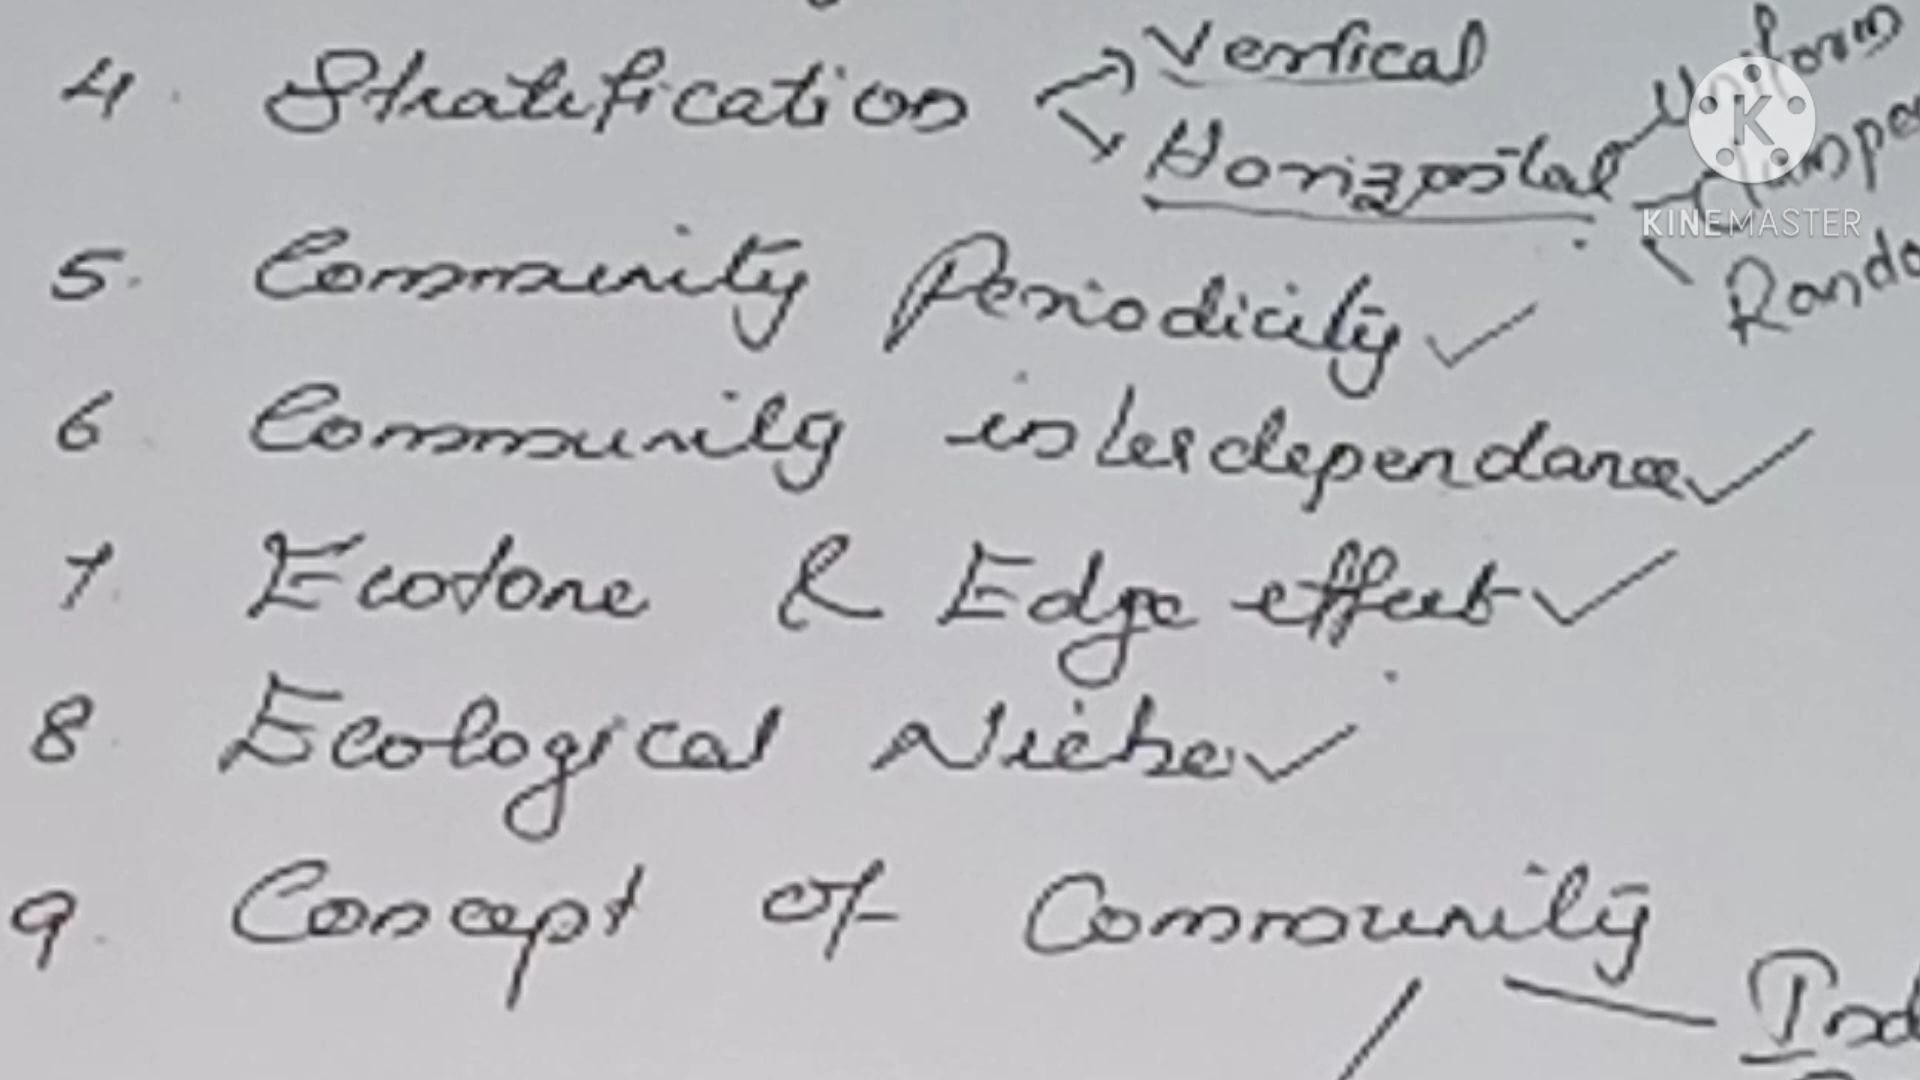 4. Stratification Vertical
Horizontal Uniform
KINEMASTER
5. Community Periodicity ✓ 
6 Community interdependance ✓
7. Ecotone & Edge effect ✓
8. Ecological Niche ✓
9. Concept of Community